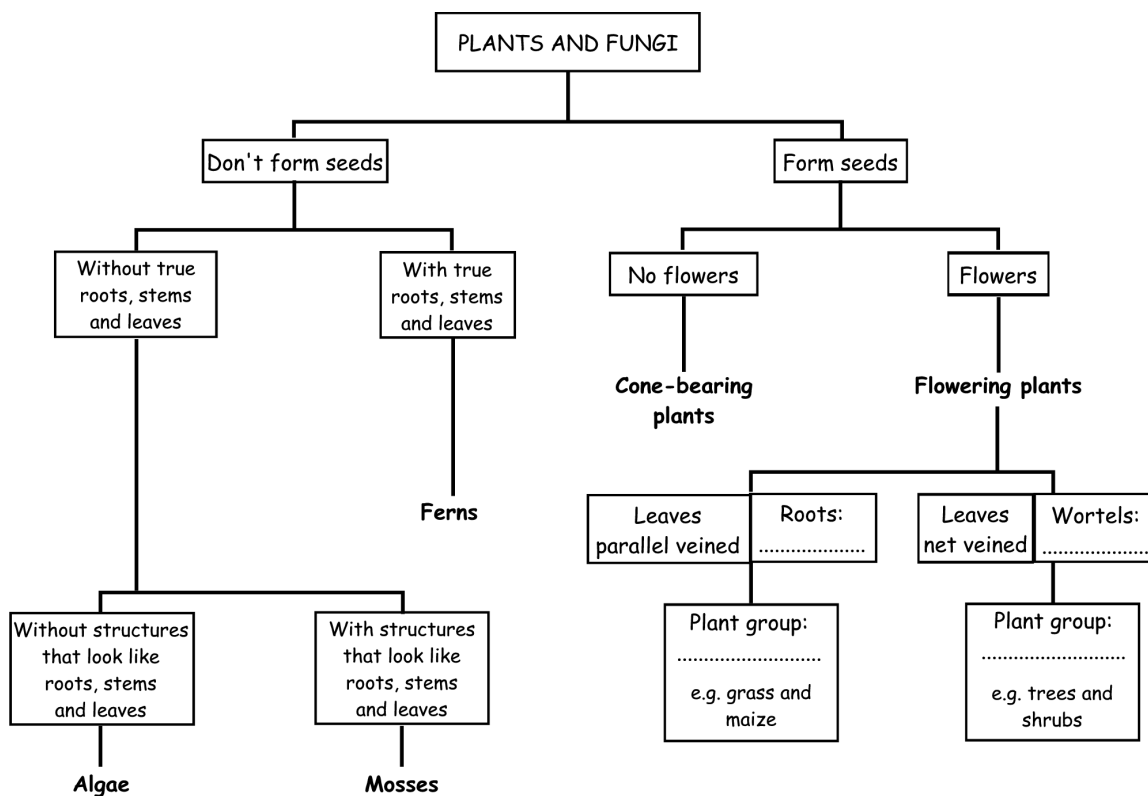 PLANTS AND FUNGI
Don't form seeds
Form seeds
Without true
roots, stems
and leaves
With true
roots, stems
and leaves
No flowers
Flowers
Cone-bearing
plants
Flowering plants
Ferns
Leaves
parallel veined
Roots:
.....................
Leaves
net veined
Wortels:
.....................
Without structures
that look like
roots, stems
and leaves
With structures
that look like
roots, stems
and leaves
Plant group:
............................
e.g. grass and
maize
Plant group:
............................
e.g. trees and
shrubs
Algae
Mosses